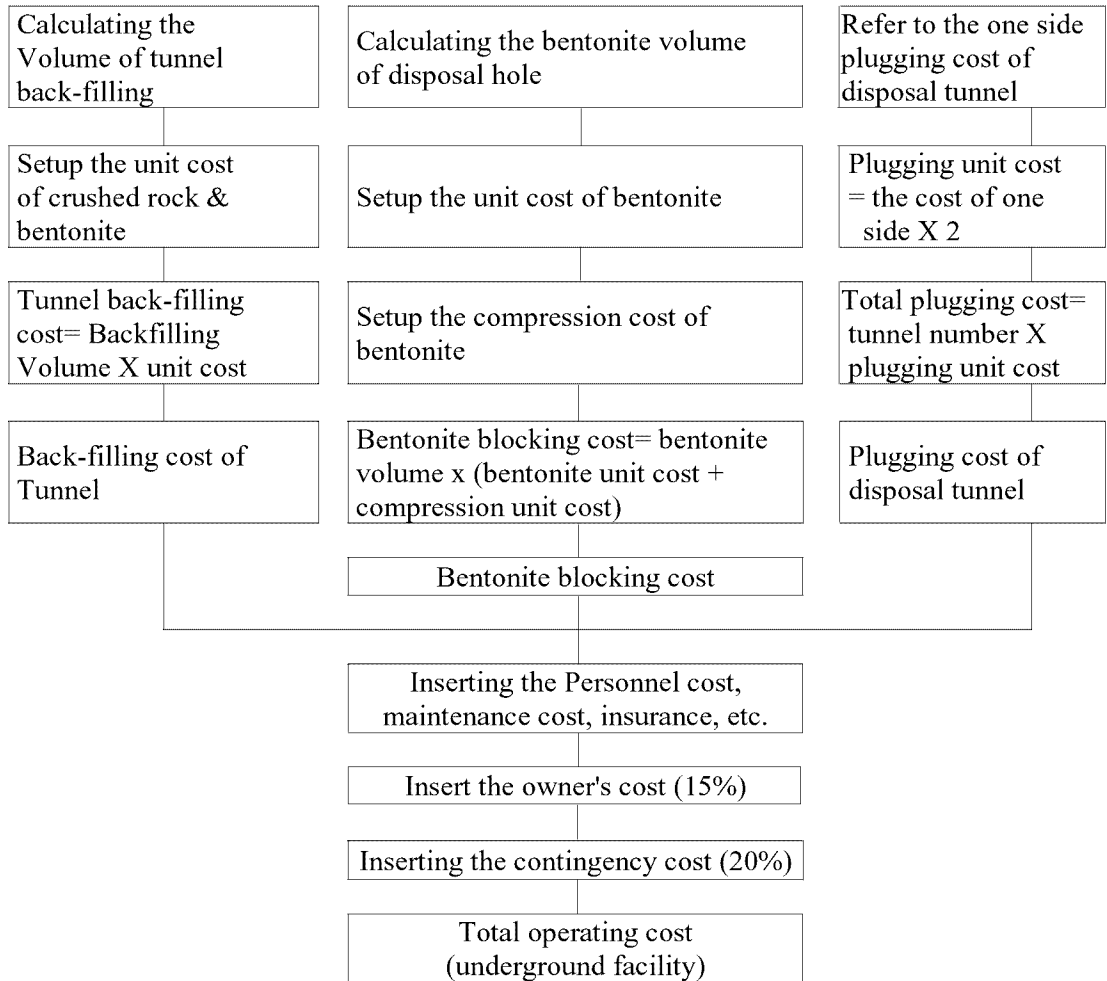 Calculating the
Volume of tunnel
back-filling
Calculating the bentonite volume
of disposal hole
Refer to the one side
plugging cost of
disposal tunnel
Setup the unit cost
of crushed rock &
bentonite
Setup the unit cost of bentonite
Plugging unit cost
= the cost of one
side X 2
Tunnel back-filling
cost= Backfilling
Volume X unit cost
Setup the compression cost of
bentonite
Total plugging cost=
tunnel number X
plugging unit cost
Back-filling cost of
Tunnel
Bentonite blocking cost= bentonite
volume x (bentonite unit cost +
compression unit cost)
Plugging cost of
disposal tunnel
Bentonite blocking cost
Inserting the Personnel cost,
maintenance cost, insurance, etc.
Insert the owner's cost (15%)
Inserting the contingency cost (20%)
Total operating cost
(underground facility)